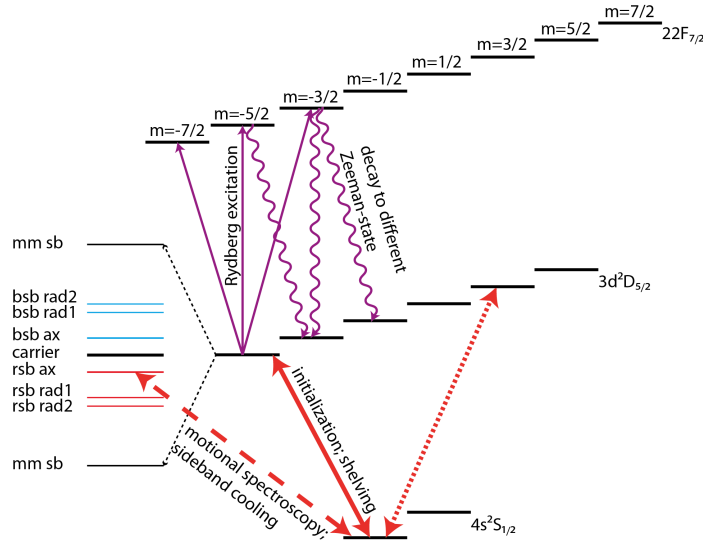 m=7/2
22F₇/₂
m=5/2
m=3/2
m=1/2
m=-1/2
m=-3/2
m=-5/2
m=-7/2
Rydberg excitation
decay to different
Zeeman-state
mm sb
bsb rad2
bsb rad1
bsb ax
carrier
rsb ax
rsb rad1
rsb rad2
mm sb
3d²D₅/₂
initialization; shelving
motional spectroscopy;
sideband cooling
4s²S₁/₂